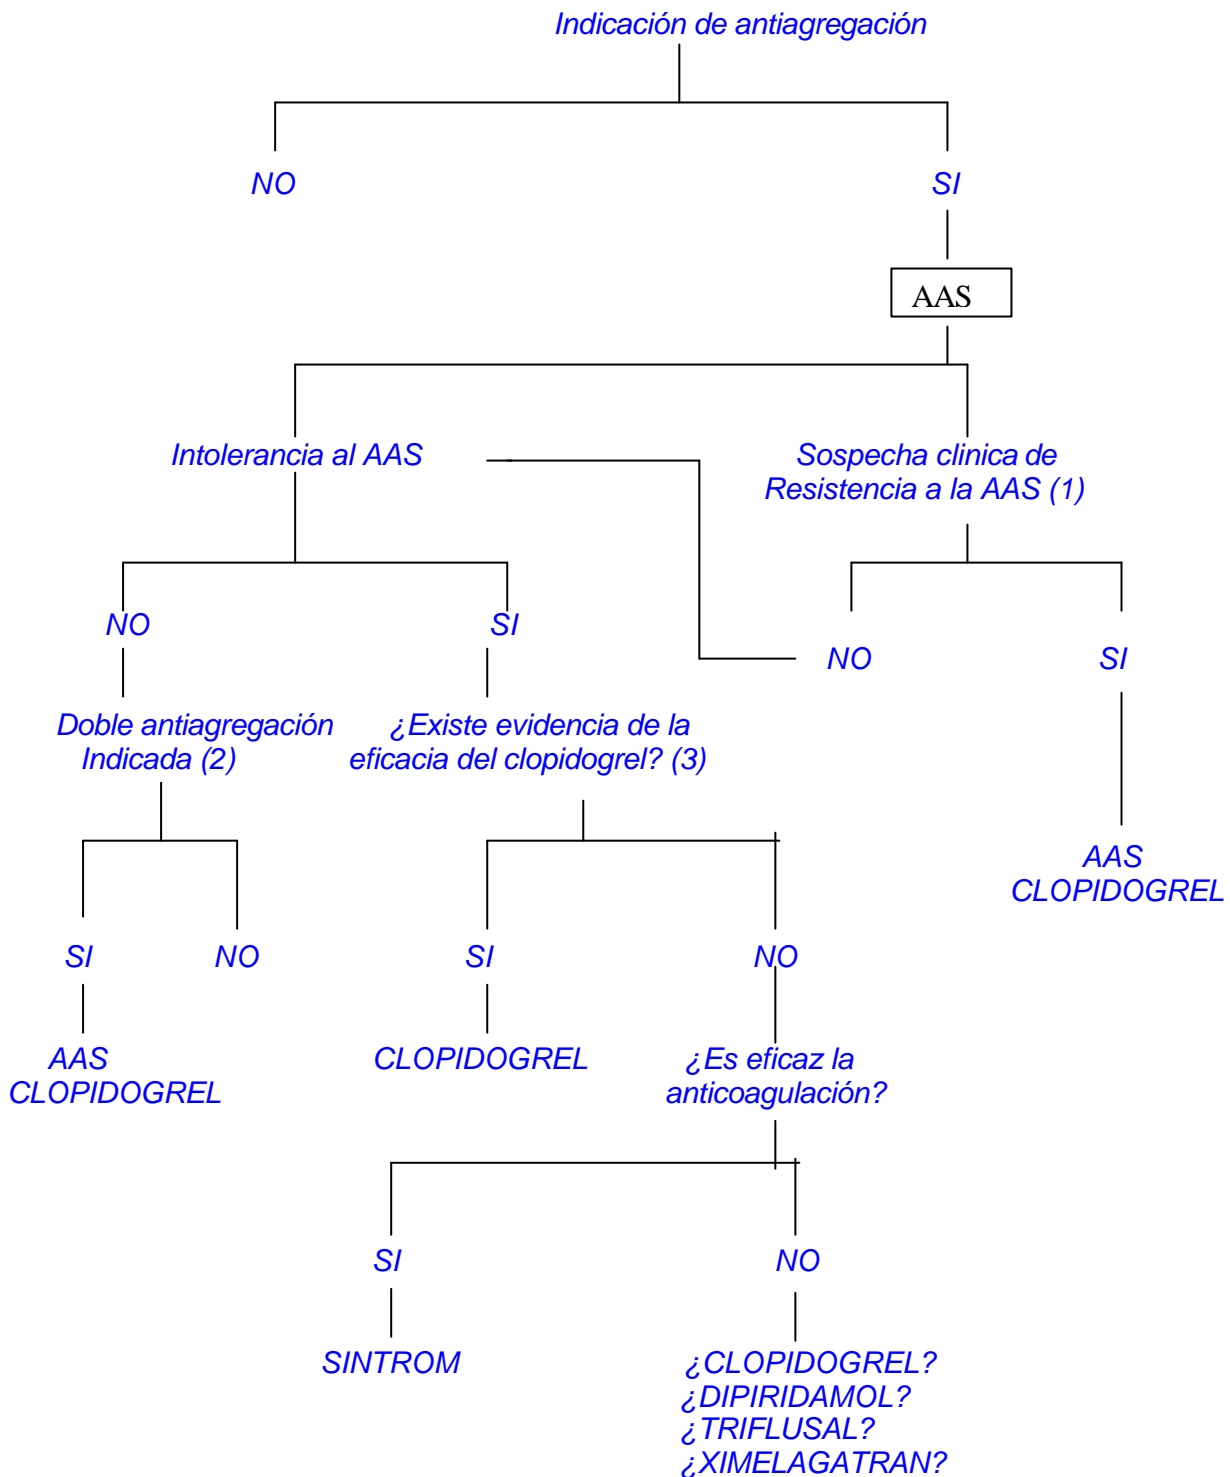 Indicación de antiagregación
NO
SI
AAS
Intolerancia al AAS
Sospecha clinica de
Resistencia a la AAS (1)
NO
SI
NO
SI
Doble antiagregación
Indicada (2)
¿Existe evidencia de la
eficacia del clopidogrel? (3)
AAS
CLOPIDOGREL
SI
NO
SI
NO
AAS
CLOPIDOGREL
CLOPIDOGREL
¿Es eficaz la
anticoagulación?
SI
NO
SINTROM
¿CLOPIDOGREL?
¿DIPIRIDAMOL?
¿TRIFLUSAL?
¿XIMELAGATRAN?